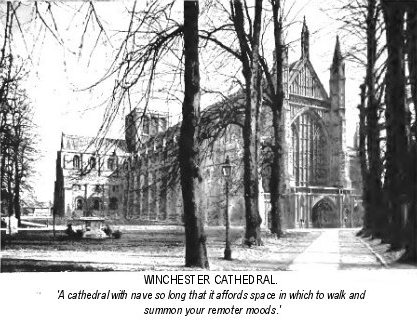 WINCHESTER CATHEDRAL.
'A cathedral with nave so long that it affords space in which to walk and
summon your remoter moods.'